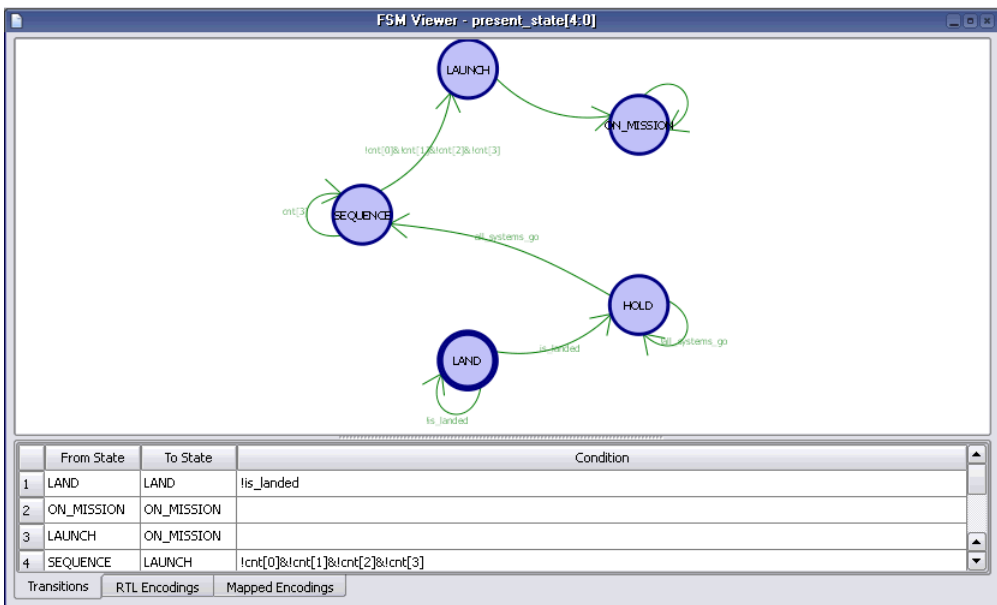 FSM Viewer - present_state[4:0]
LAUNCH
ON_MISSION
!cnt[0]&!cnt[1]&!cnt[2]&!cnt[3]
cnt[3]
SEQUENCE
all_systems_go
HOLD
!all_systems_go
is_landed
LAND
!is_landed
From State To State Condition
1 LAND LAND !is_landed
2 ON_MISSION ON_MISSION
3 LAUNCH ON_MISSION
4 SEQUENCE LAUNCH !cnt[0]&!cnt[1]&!cnt[2]&!cnt[3]
Transitions RTL Encodings Mapped Encodings